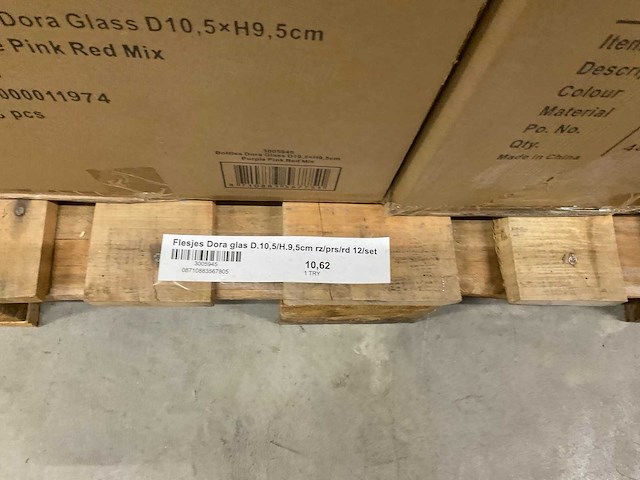 Dora Glass D10,5×H9,5cm
Pink Red Mix
000011974
pcs
3005945
Bottles Dora Glass D10,5×H9,5cm
Purple Pink Red Mix
Item
Descri
Colour
Material
Po. No.
Qty.
Made in China
Flesjes Dora glas D.10,5/H.9,5cm rz/prs/rd 12/set
3005945
10,62
1 TRY